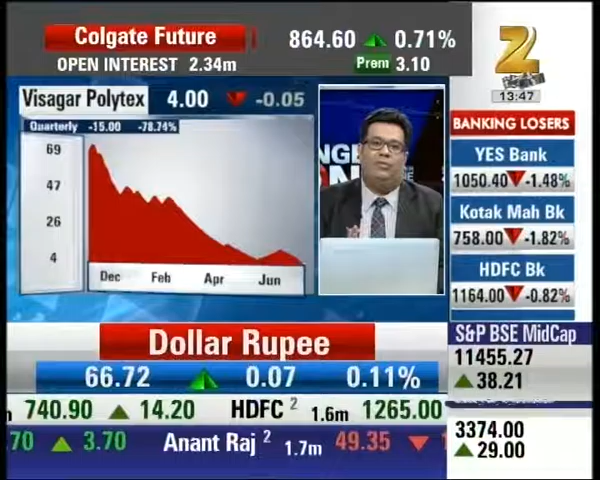 Colgate Future
864.60 ▲ 0.71%
OPEN INTEREST 2.34m
Prem 3.10
13:47
Visagar Polytex 4.00 ▼ -0.05
Quarterly -15.00 -78.74%
69
47
26
4
Dec Feb Apr Jun
BANKING LOSERS
YES Bank
1050.40 ▼ -1.48%
Kotak Mah Bk
758.00 ▼ -1.82%
HDFC Bk
1164.00 ▼ -0.82%
Dollar Rupee
66.72 ▲ 0.07 0.11%
S&P BSE MidCap
11455.27
▲ 38.21
3374.00
▲ 29.00
740.90 ▲ 14.20 HDFC 2 1.6m 1265.00
70 ▲ 3.70 Anant Raj 2 1.7m 49.35 ▼